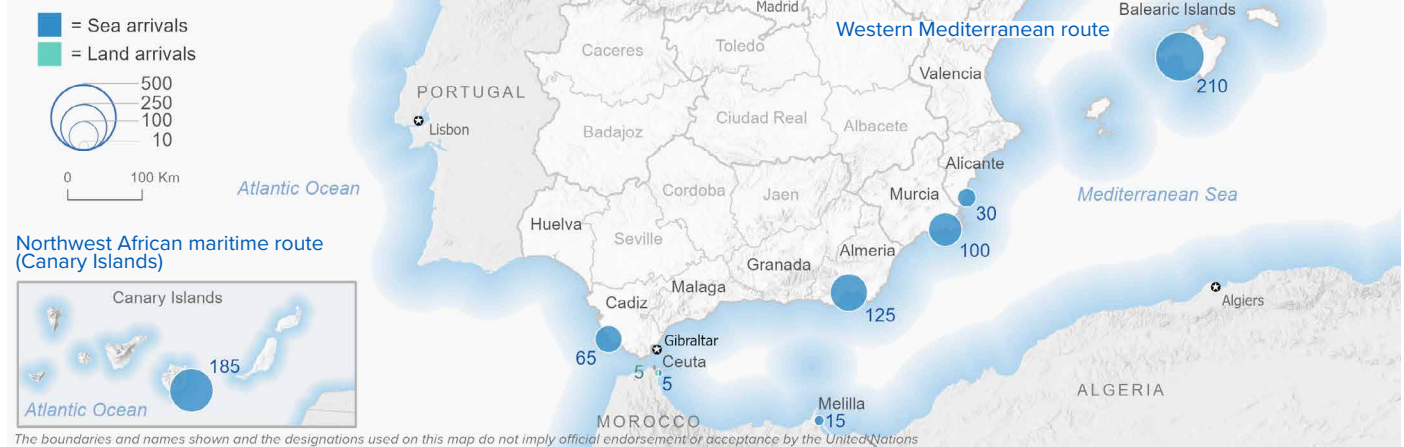 = Sea arrivals
= Land arrivals
500
250
100
10
0 100 Km
Madrid
Western Mediterranean route
Balearic Islands
Caceres
Toledo
Valencia
210
PORTUGAL
Lisbon
Badajoz
Ciudad Real
Albacete
Alicante
Atlantic Ocean
Cordoba
Jaen
Murcia
Mediterranean Sea
30
Huelva
Seville
100
Northwest African maritime route
(Canary Islands)
Almeria
Granada
Malaga
Cadiz
125
Canary Islands
Algiers
Gibraltar
65
Ceuta
5
5
185
Atlantic Ocean
ALGERIA
Melilla
15
MOROCCO
The boundaries and names shown and the designations used on this map do not imply official endorsement or acceptance by the United Nations